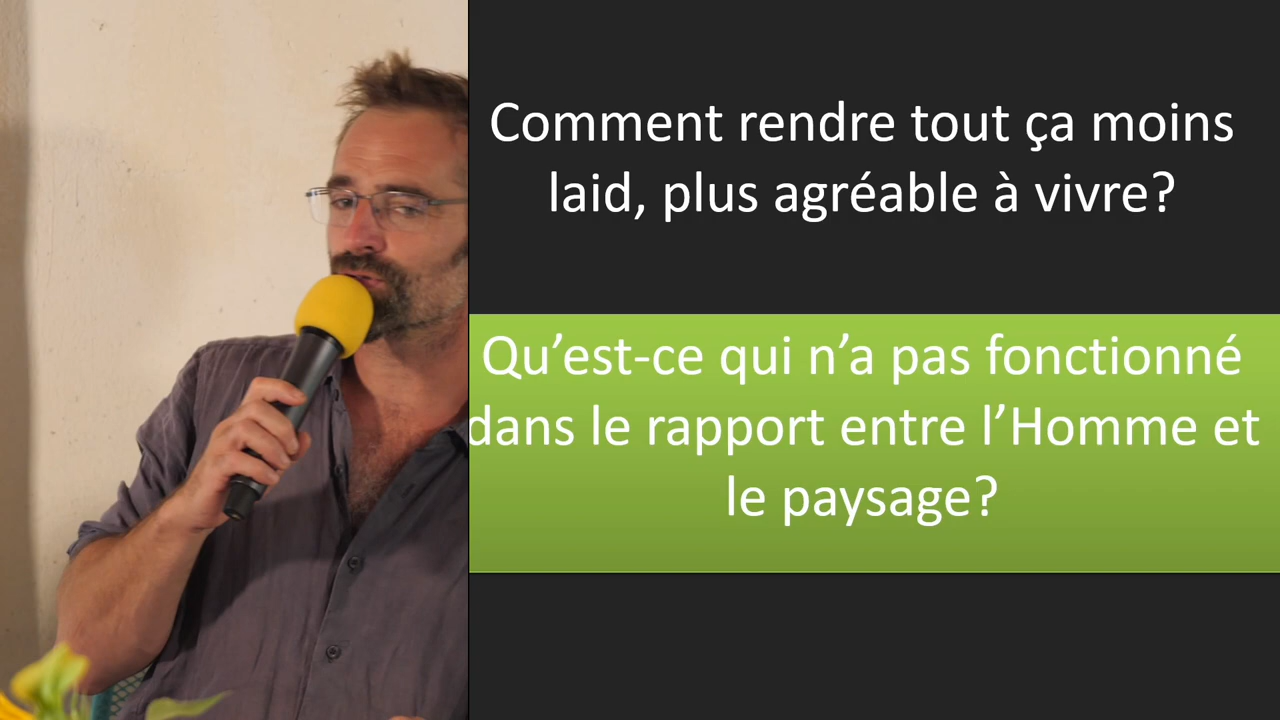 Comment rendre tout ça moins
laid, plus agréable à vivre?
Qu’est-ce qui n’a pas fonctionné
dans le rapport entre l’Homme et
le paysage?